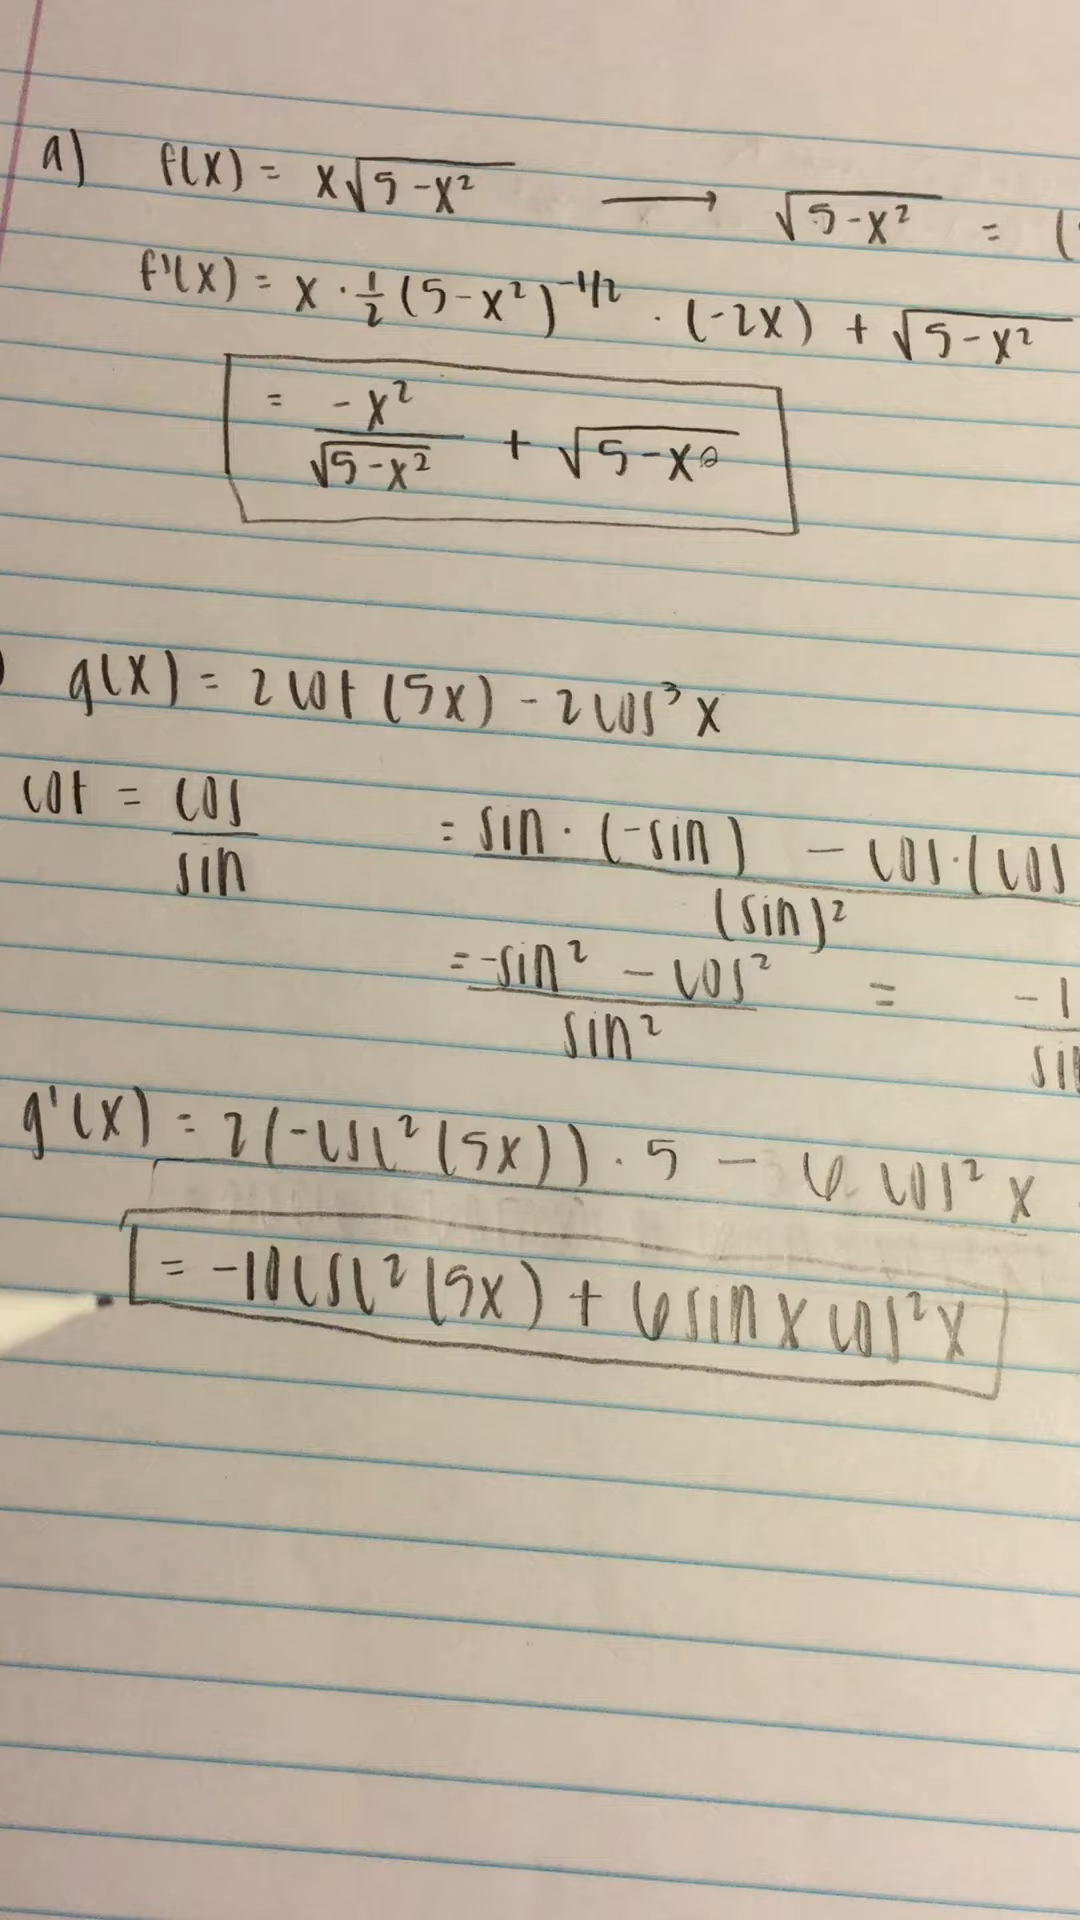 a) f(x) = x√5-x² → √5-x² = (
f'(x) = x · 1/2 (5-x²)^-1/2 · (-2x) + √5-x²
= -x²/√5-x² + √5-x²
g(x) = 2cot(5x) - 2cos³x
cot = cos/sin = sin·(-sin) - cos·(cos/(sin)²
= -sin² - cos²/sin² = -1/sin
g'(x) = 2(-csc²(5x))·5 - 6cos²x
= -10csc²(5x) + 6sinxcos²x